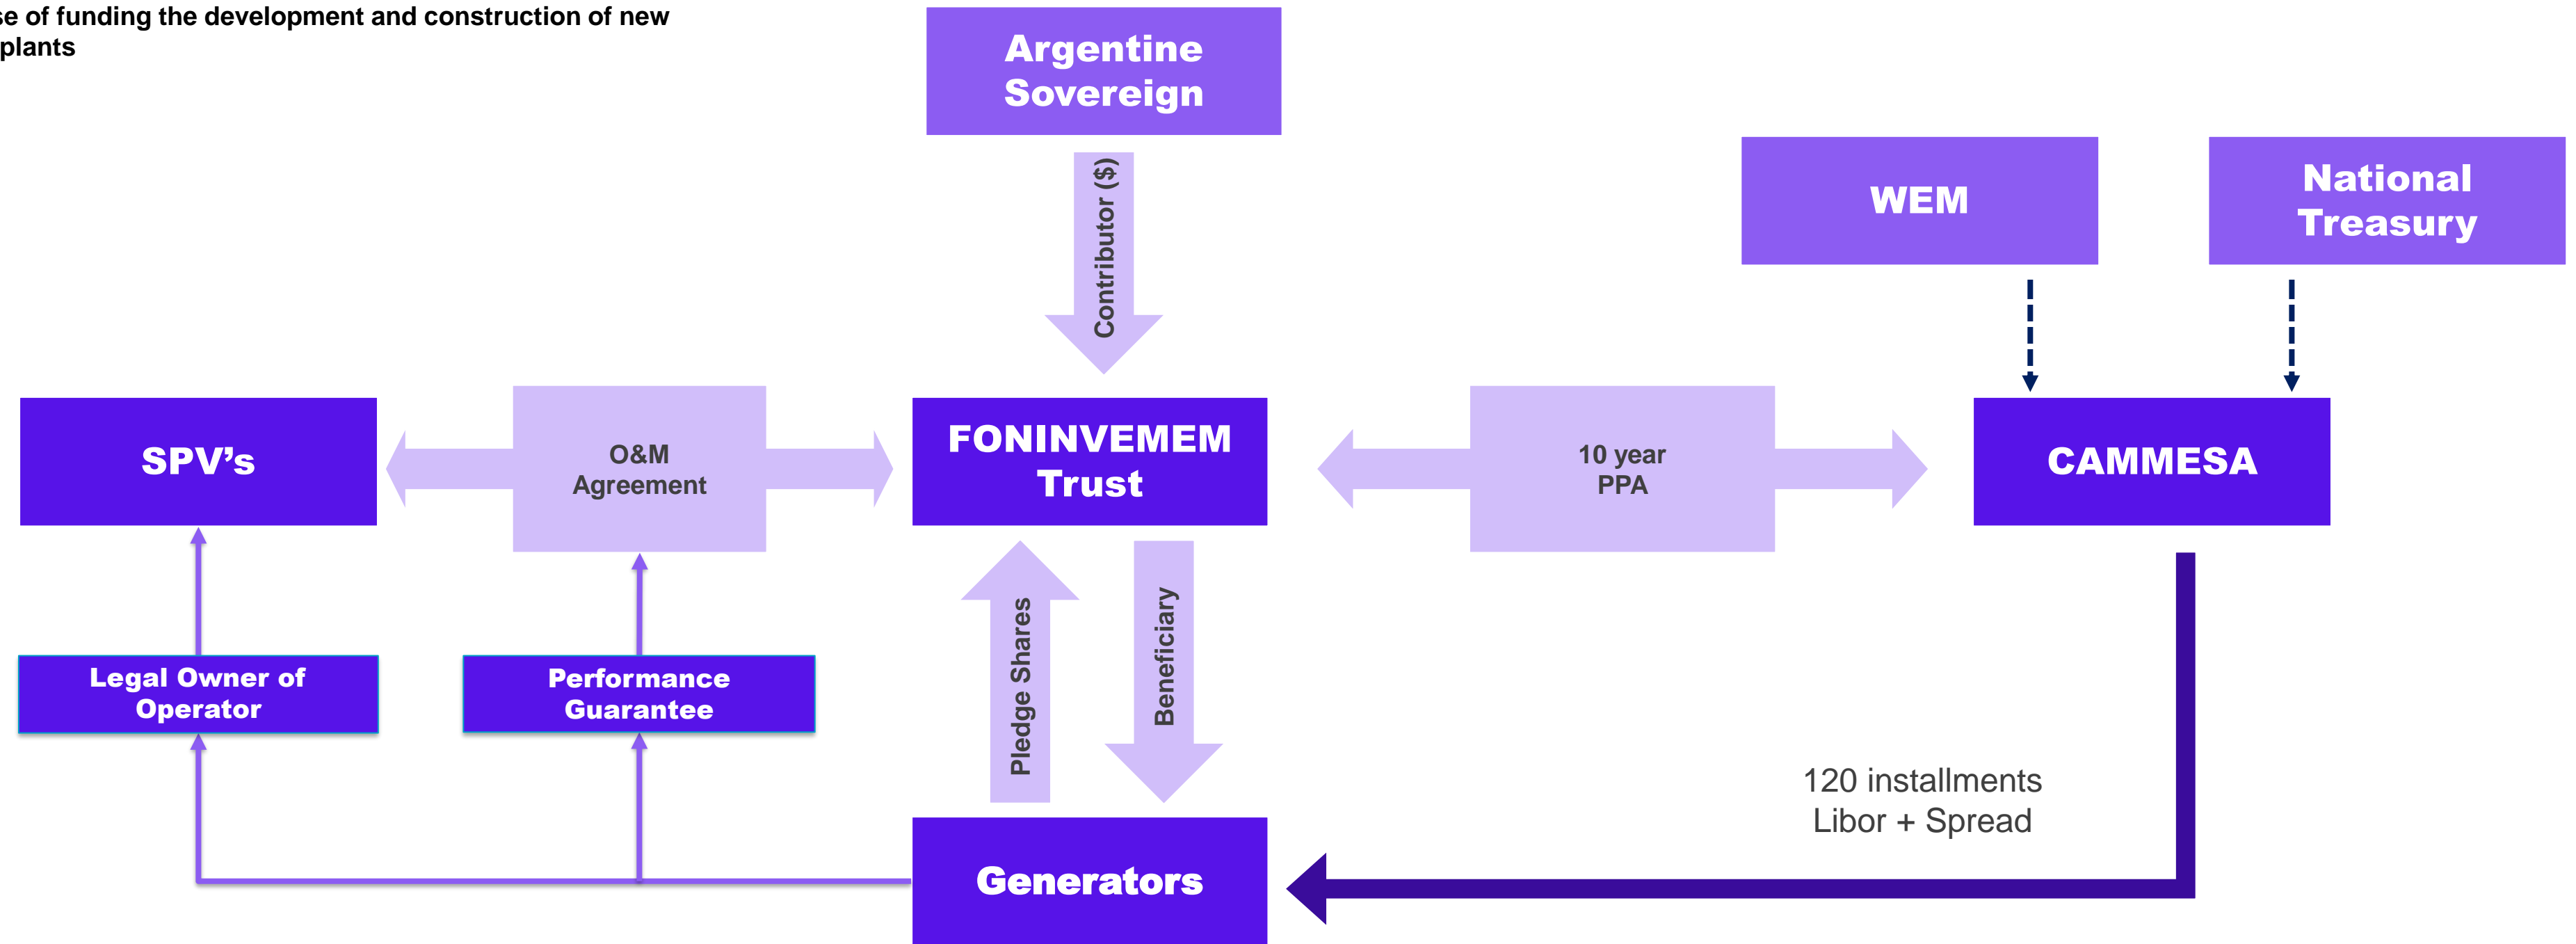 se of funding the development and construction of new
plants
Argentine
Sovereign
Contributor ($)
WEM
National
Treasury
SPV’s
O&M
Agreement
FONINVEMEM
Trust
10 year
PPA
CAMMESA
Legal Owner of
Operator
Performance
Guarantee
Pledge Shares
Beneficiary
120 installments
Libor + Spread
Generators